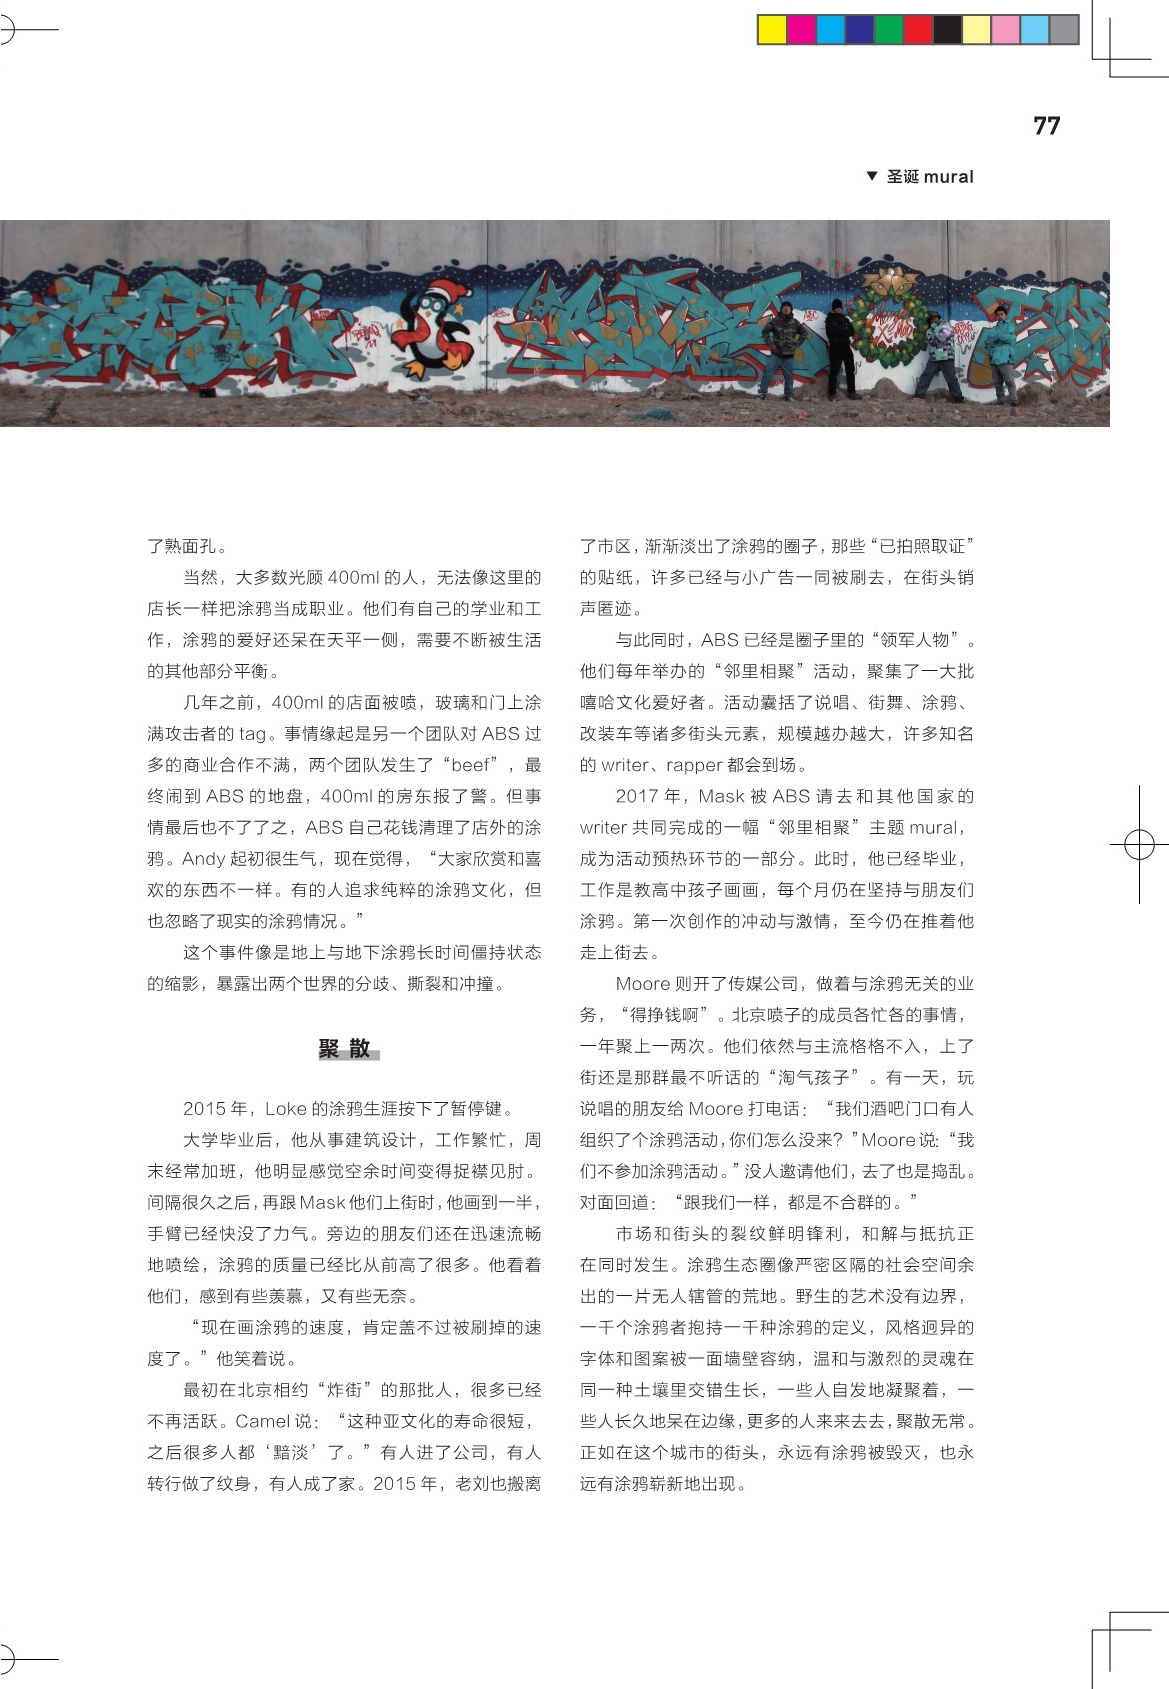 77
▼ 圣诞 mural
了熟面孔。
当然，大多数光顾 400ml 的人，无法像这里的
店长一样把涂鸦当成职业。他们有自己的学业和工
作，涂鸦的爱好还呆在天平一侧，需要不断被生活
的其他部分平衡。
几年之前，400ml 的店面被喷，玻璃和门上涂
满攻击者的 tag。事情缘起是另一个团队对 ABS 过
多的商业合作不满，两个团队发生了“beef”，最
终闹到 ABS 的地盘，400ml 的房东报了警。但事
情最后也不了了之，ABS 自己花钱清理了店外的涂
鸦。Andy 起初很生气，现在觉得，“大家欣赏和喜
欢的东西不一样。有的人追求纯粹的涂鸦文化，但
也忽略了现实的涂鸦情况。”
这个事件像是地上与地下涂鸦长时间僵持状态
的缩影，暴露出两个世界的分歧、撕裂和冲撞。
聚 散
2015 年，Loke 的涂鸦生涯按下了暂停键。
大学毕业后，他从事建筑设计，工作繁忙，周
末经常加班，他明显感觉空余时间变得捉襟见肘。
间隔很久之后，再跟 Mask 他们上街时，他画到一半，
手臂已经快没了力气。旁边的朋友们还在迅速流畅
地喷绘，涂鸦的质量已经比从前高了很多。他看着
他们，感到有些羡慕，又有些无奈。
“现在画涂鸦的速度，肯定盖不过被刷掉的速
度了。”他笑着说。
最初在北京相约“炸街”的那批人，很多已经
不再活跃。Camel 说：“这种亚文化的寿命很短，
之后很多人都‘黯淡’了。”有人进了公司，有人
转行做了纹身，有人成了家。2015 年，老刘也搬离
了市区，渐渐淡出了涂鸦的圈子，那些“已拍照取证”
的贴纸，许多已经与小广告一同被刷去，在街头销
声匿迹。
与此同时，ABS 已经是圈子里的“领军人物”。
他们每年举办的“邻里相聚”活动，聚集了一大批
嘻哈文化爱好者。活动囊括了说唱、街舞、涂鸦、
改装车等诸多街头元素，规模越办越大，许多知名
的 writer、rapper 都会到场。
2017 年，Mask 被 ABS 请去和其他国家的
writer 共同完成的一幅“邻里相聚”主题 mural，
成为活动预热环节的一部分。此时，他已经毕业，
工作是教高中孩子画画，每个月仍在坚持与朋友们
涂鸦。第一次创作的冲动与激情，至今仍在推着他
走上街去。
Moore 则开了传媒公司，做着与涂鸦无关的业
务，“得挣钱啊”。北京喷子的成员各忙各的事情，
一年聚上一两次。他们依然与主流格格不入，上了
街还是那群最不听话的“淘气孩子”。有一天，玩
说唱的朋友给 Moore 打电话：“我们酒吧门口有人
组织了个涂鸦活动，你们怎么没来？”Moore 说：“我
们不参加涂鸦活动。”没人邀请他们，去了也是捣乱。
对面回道：“跟我们一样，都是不合群的。”
市场和街头的裂纹鲜明锋利，和解与抵抗正
在同时发生。涂鸦生态圈像严密区隔的社会空间余
出的一片无人辖管的荒地。野生的艺术没有边界，
一千个涂鸦者抱持一千种涂鸦的定义，风格迥异的
字体和图案被一面墙壁容纳，温和与激烈的灵魂在
同一种土壤里交错生长，一些人自发地凝聚着，一
些人长久地呆在边缘，更多的人来来去去，聚散无常。
正如在这个城市的街头，永远有涂鸦被毁灭，也永
远有涂鸦崭新地出现。